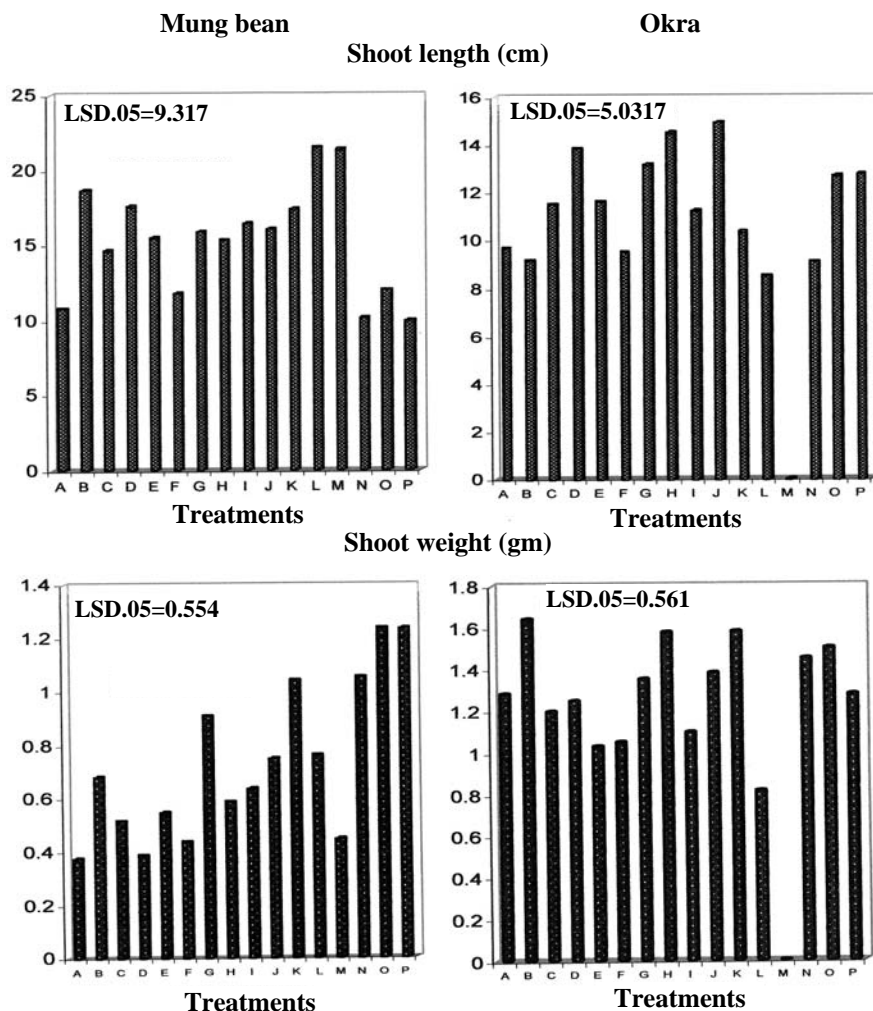 Mung bean Okra
Shoot length (cm)
LSD.05=9.317
25
20
15
10
5
0
A B C D E F G H I J K L M N O P
Treatments
LSD.05=5.0317
16
14
12
10
8
6
4
2
0
A B C D E F G H I J K L M N O P
Treatments
Shoot weight (gm)
LSD.05=0.554
1.4
1.2
1
0.8
0.6
0.4
0.2
0
A B C D E F G H I J K L M N O P
Treatments
LSD.05=0.561
1.8
1.6
1.4
1.2
1
0.8
0.6
0.4
0.2
0
A B C D E F G H I J K L M N O P
Treatments